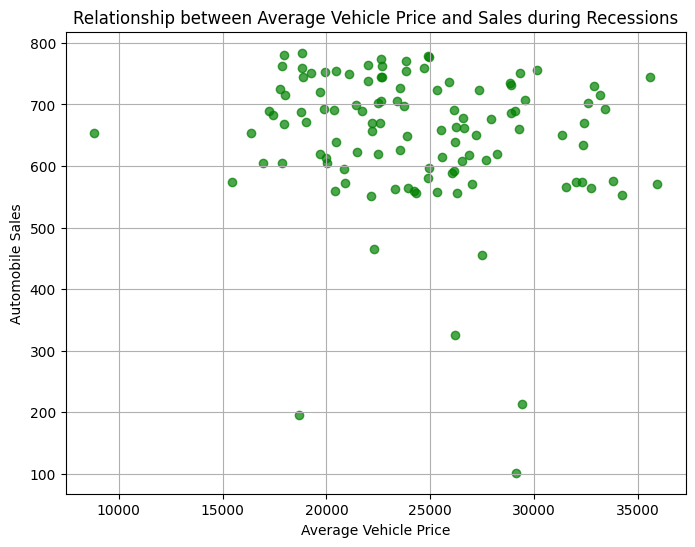 Relationship between Average Vehicle Price and Sales during Recessions
800
700
600
500
400
300
200
100
Automobile Sales
10000 15000 20000 25000 30000 35000
Average Vehicle Price